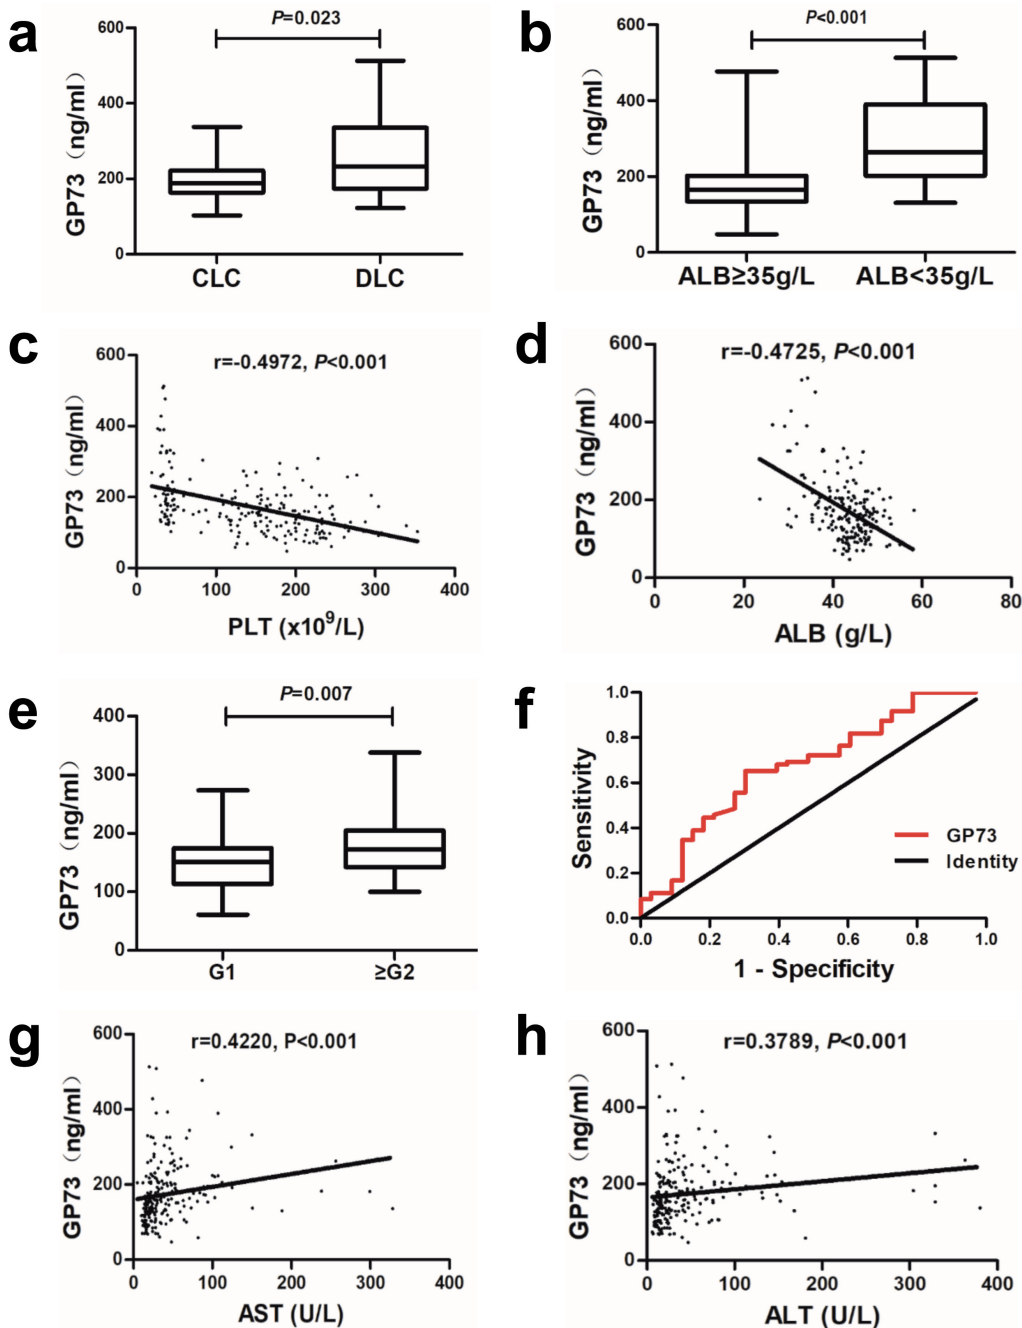 a
P=0.023
GP73（ng/ml）
600
400
200
0
CLC
DLC
b
P<0.001
GP73（ng/ml）
600
400
200
0
ALB≥35g/L
ALB<35g/L
c
r=-0.4972, P<0.001
GP73（ng/ml）
600
400
200
0
0
100
200
300
400
PLT (x10⁹/L)
d
r=-0.4725, P<0.001
GP73（ng/ml）
600
400
200
0
0
20
40
60
80
ALB (g/L)
e
P=0.007
GP73（ng/ml）
400
300
200
100
0
G1
≥G2
f
Sensitivity
1.0
0.8
0.6
0.4
0.2
0.0
GP73
Identity
0.0
0.2
0.4
0.6
0.8
1.0
1 - Specificity
g
r=0.4220, P<0.001
GP73（ng/ml）
600
400
200
0
0
100
200
300
400
AST (U/L)
h
r=0.3789, P<0.001
GP73（ng/ml）
600
400
200
0
0
100
200
300
400
ALT (U/L)